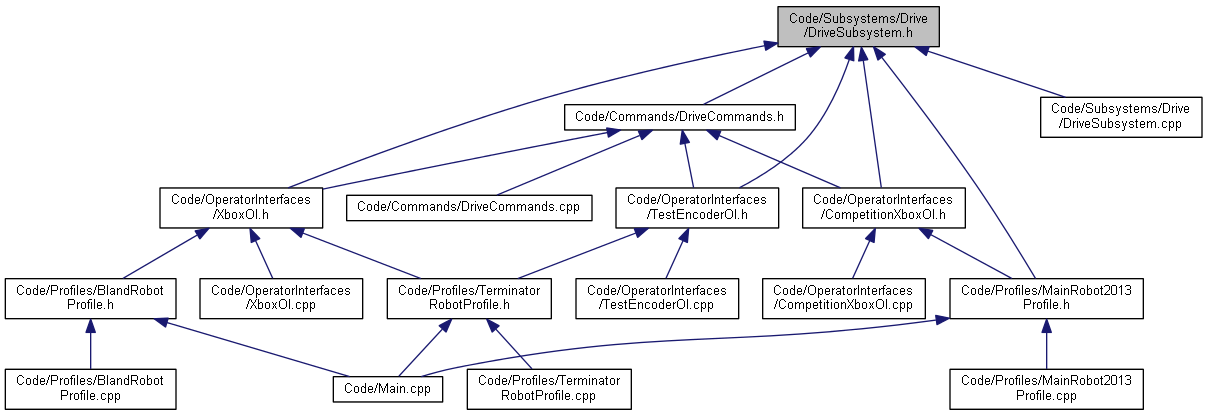 Code/Subsystems/Drive
/DriveSubsystem.h
Code/Commands/DriveCommands.h
Code/Subsystems/Drive
/DriveSubsystem.cpp
Code/OperatorInterfaces
/XboxOI.h
Code/Commands/DriveCommands.cpp
Code/OperatorInterfaces
/TestEncoderOI.h
Code/OperatorInterfaces
/CompetitionXboxOI.h
Code/Profiles/BlandRobot
Profile.h
Code/OperatorInterfaces
/XboxOI.cpp
Code/Profiles/Terminator
RobotProfile.h
Code/OperatorInterfaces
/TestEncoderOI.cpp
Code/OperatorInterfaces
/CompetitionXboxOI.cpp
Code/Profiles/MainRobot2013
Profile.h
Code/Profiles/BlandRobot
Profile.cpp
Code/Main.cpp
Code/Profiles/Terminator
RobotProfile.cpp
Code/Profiles/MainRobot2013
Profile.cpp